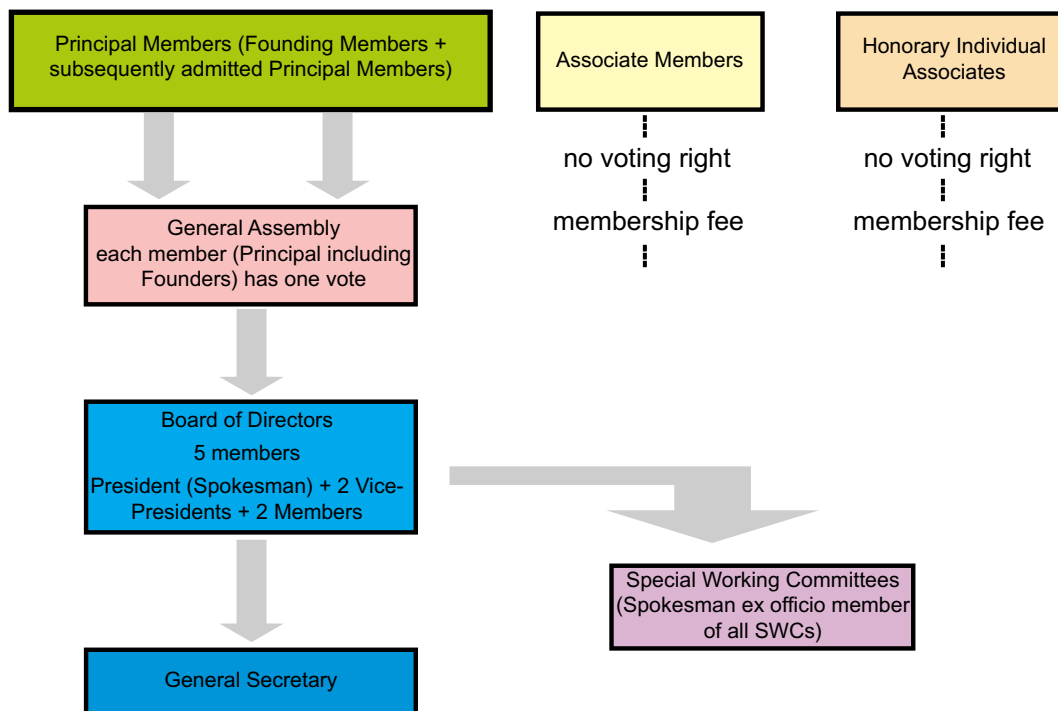 Principal Members (Founding Members +
subsequently admitted Principal Members)
Associate Members
Honorary Individual
Associates
no voting right
membership fee
no voting right
membership fee
General Assembly
each member (Principal including
Founders) has one vote
Board of Directors
5 members
President (Spokesman) + 2 Vice-
Presidents + 2 Members
Special Working Committees
(Spokesman ex officio member
of all SWCs)
General Secretary